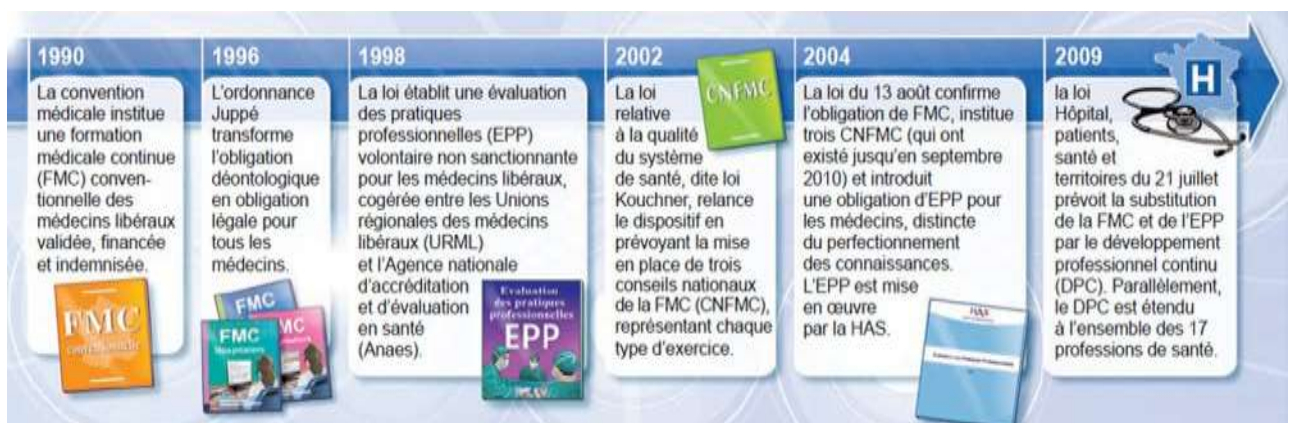 1990
La convention
médicale institue
une formation
médicale continue
(FMC) conven-
tionnelle des
médecins libéraux
validée, financée
et indemnisée.
FMC
conventionnelle
1996
L'ordonnance
Juppé
transforme
l'obligation
déontologique
en obligation
légale pour
tous les
médecins.
FMC
FMC
1998
La loi établit une évaluation
des pratiques
professionnelles (EPP)
volontaire non sanctionnante
pour les médecins libéraux,
cogérée entre les Unions
régionales des médecins
libéraux (URML)
et l'Agence nationale
d'accréditation
et d'évaluation
en santé
(Anaes).
Evaluation
des pratiques
professionnelles
EPP
2002
La loi
relative
à la qualité
du système
de santé, dite loi
Kouchner, relance
le dispositif en
prévoyant la mise
en place de trois
conseils nationaux
de la FMC (CNFMC),
représentant chaque
type d'exercice.
CNFMC
2004
La loi du 13 août confirme
l'obligation de FMC, institue
trois CNFMC (qui ont
existé jusqu'en septembre
2010) et introduit
une obligation d'EPP pour
les médecins, distincte
du perfectionnement
des connaissances.
L'EPP est mise
en œuvre
par la HAS.
HAS
2009
la loi
Hôpital,
patients,
santé et
territoires du 21 juillet
prévoit la substitution
de la FMC et de l'EPP
par le développement
professionnel continu
(DPC). Parallèlement,
le DPC est étendu
à l'ensemble des 17
professions de santé.
H